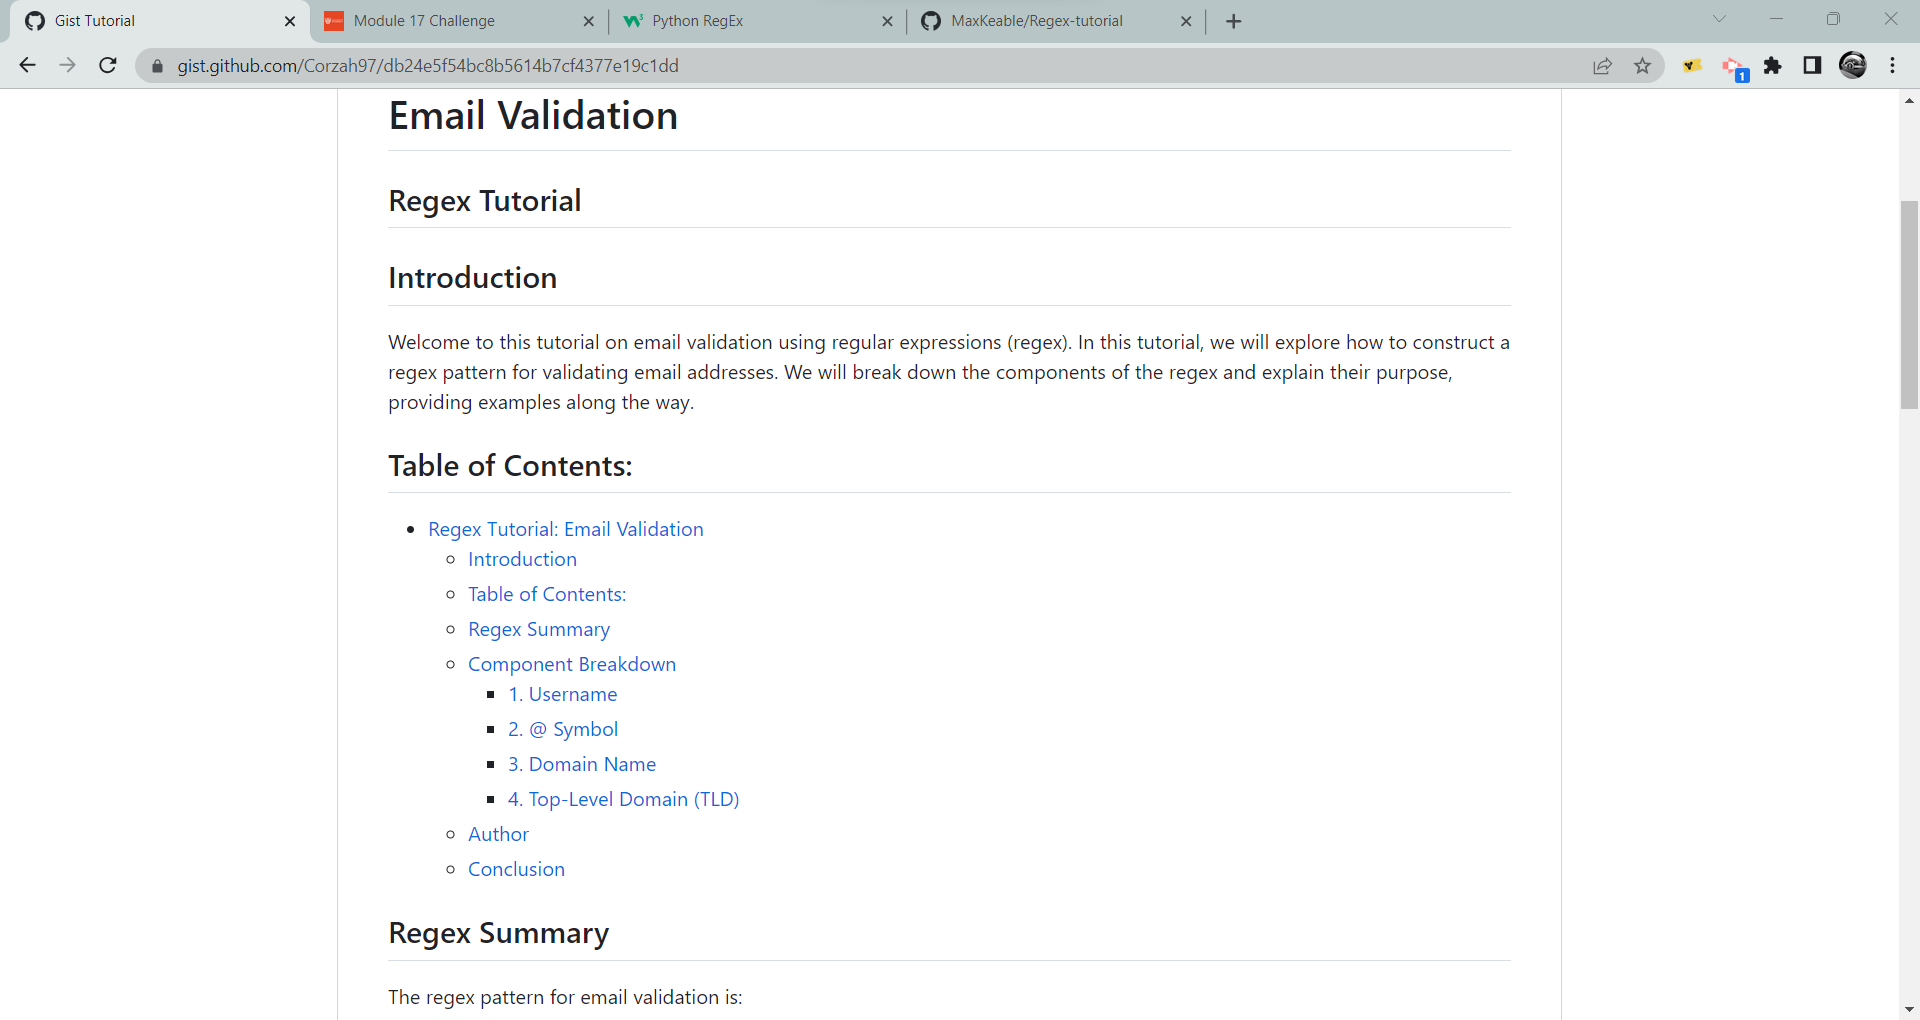 Gist Tutorial
Module 17 Challenge
Python RegEx
MaxKeable/Regex-tutorial
gist.github.com/Corzah97/db24e5f54bc8b5614b7cf4377e19c1dd
1
Email Validation
Regex Tutorial
Introduction
Welcome to this tutorial on email validation using regular expressions (regex). In this tutorial, we will explore how to construct a
regex pattern for validating email addresses. We will break down the components of the regex and explain their purpose,
providing examples along the way.
Table of Contents:
Regex Tutorial: Email Validation
Introduction
Table of Contents:
Regex Summary
Component Breakdown
1. Username
2. @ Symbol
3. Domain Name
4. Top-Level Domain (TLD)
Author
Conclusion
Regex Summary
The regex pattern for email validation is: